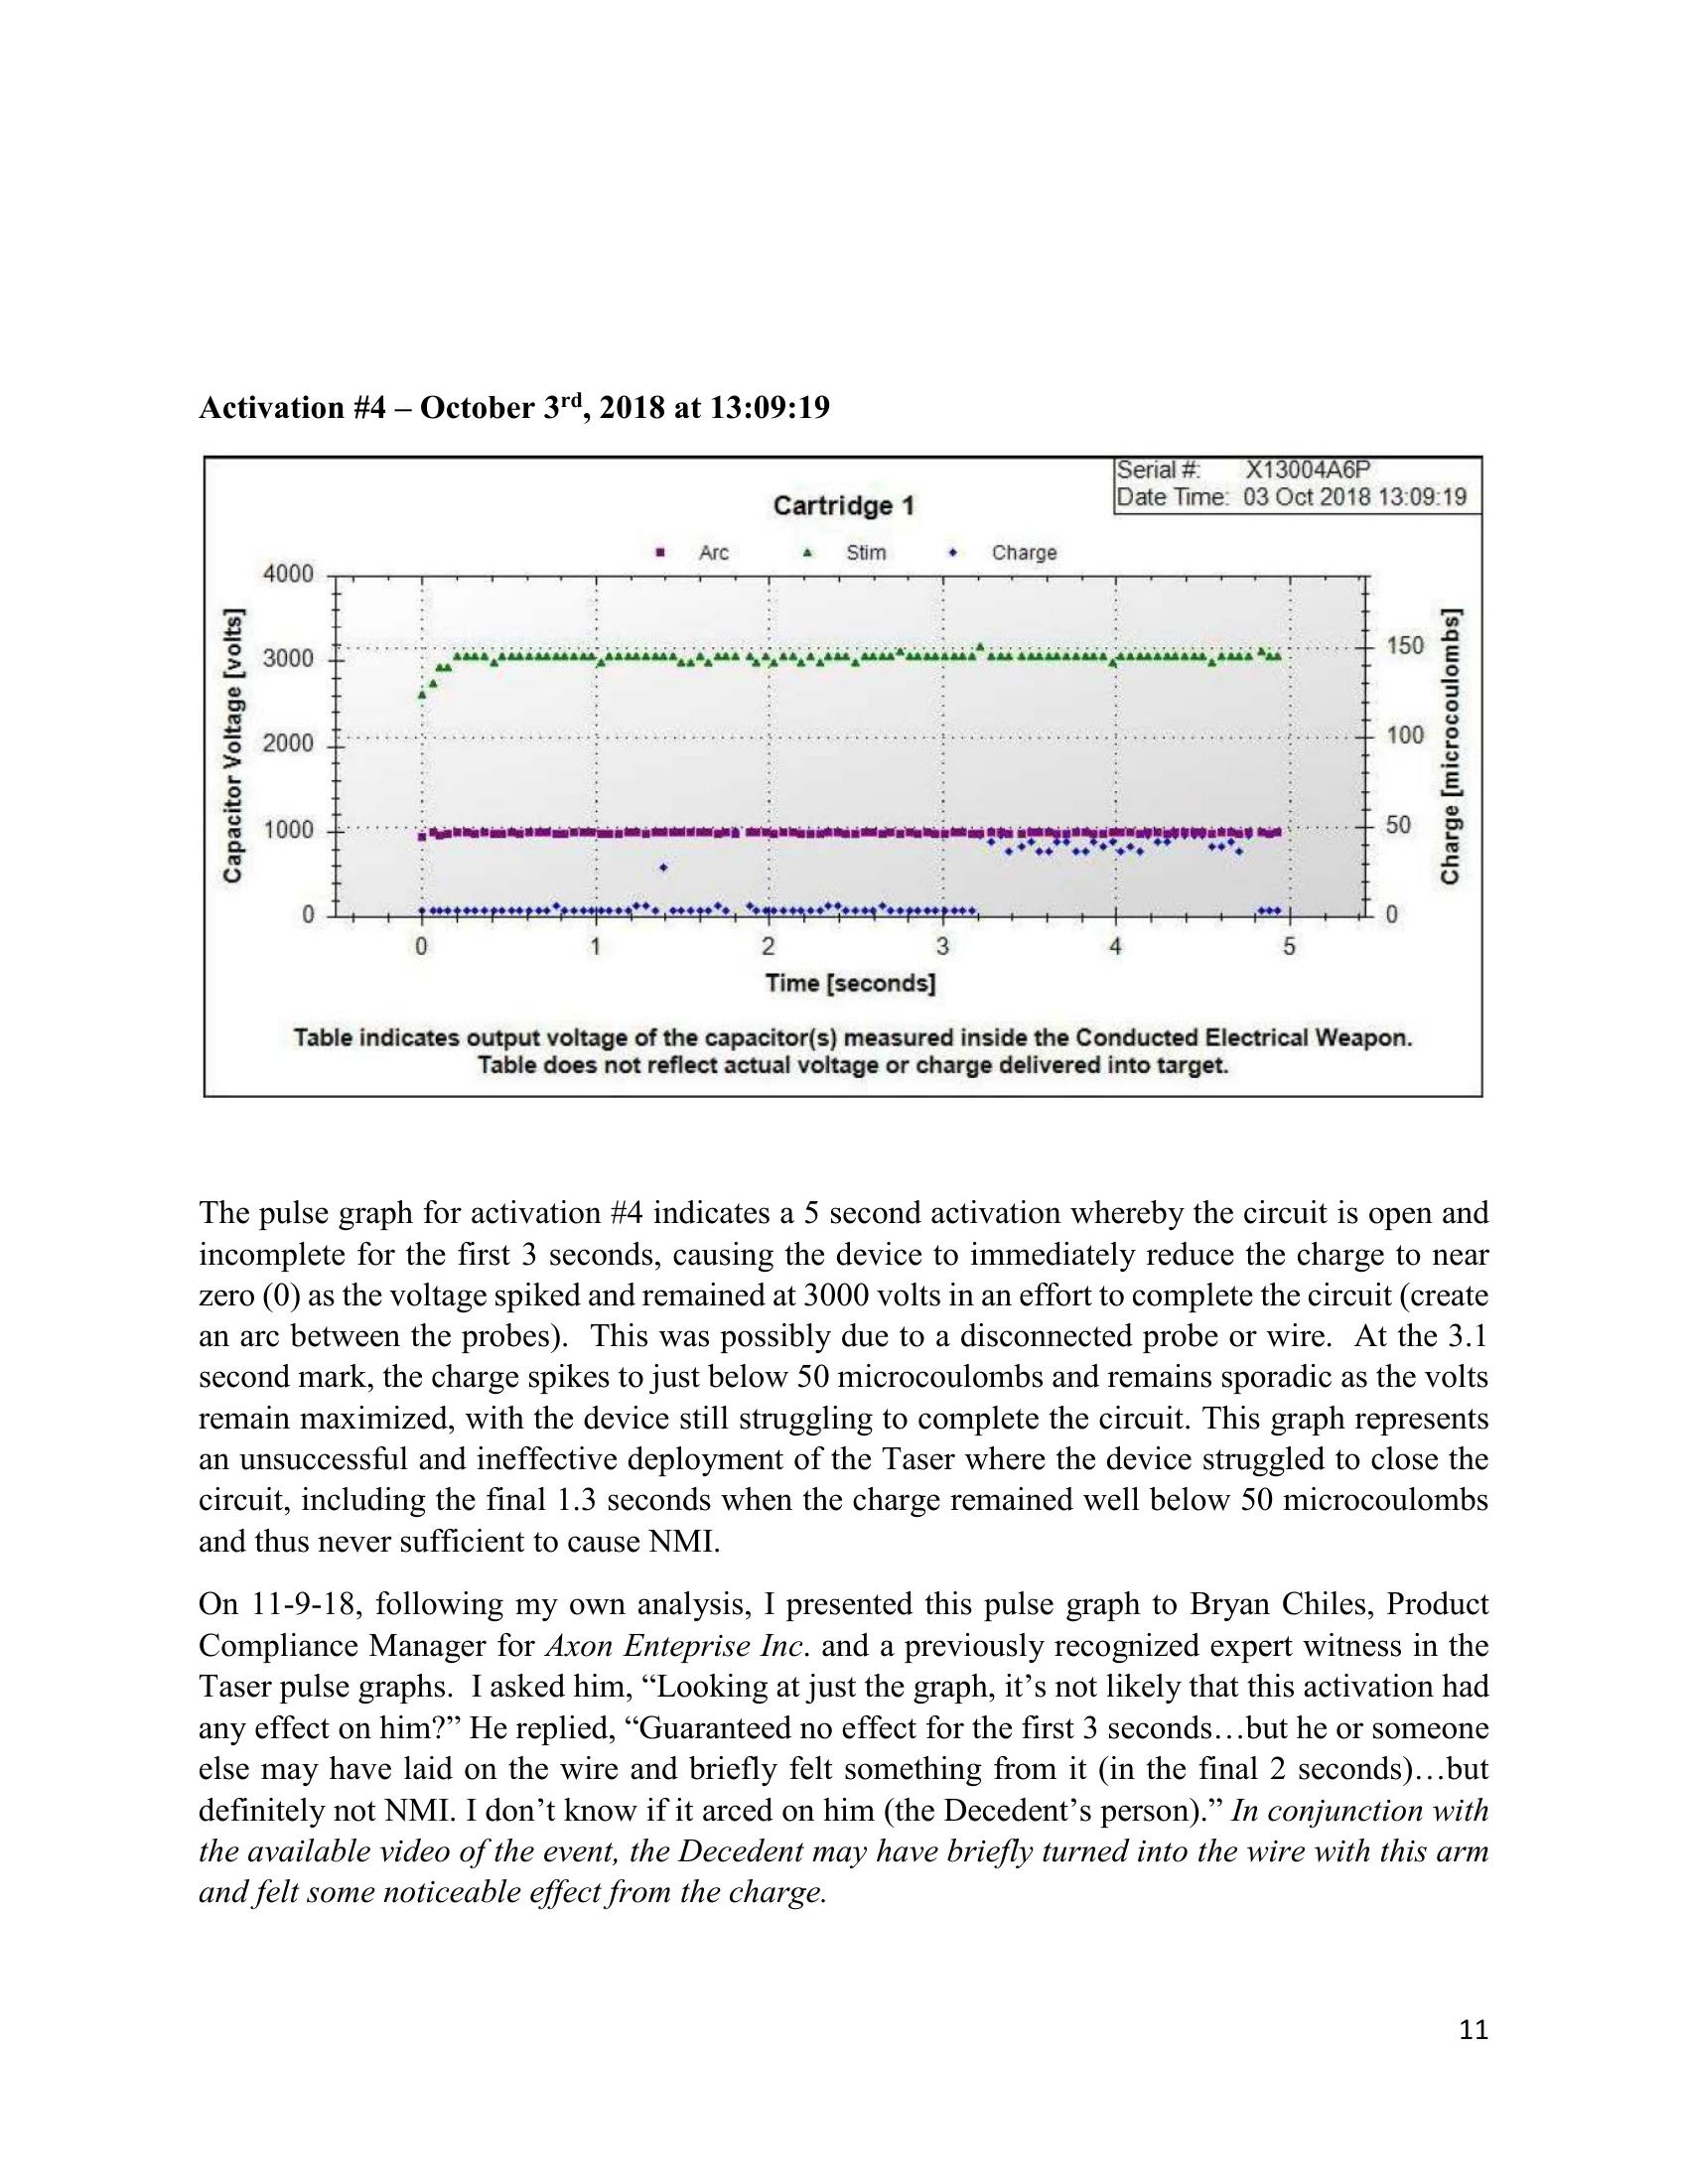 Activation #4 – October 3rd, 2018 at 13:09:19
Serial #: X13004A6P
Date Time: 03 Oct 2018 13:09:19
Cartridge 1
Arc Stim Charge
4000
3000
2000
1000
0
Capacitor Voltage [volts]
150
100
50
0
Charge [microcoulombs]
0 1 2 3 4 5
Time [seconds]
Table indicates output voltage of the capacitor(s) measured inside the Conducted Electrical Weapon.
Table does not reflect actual voltage or charge delivered into target.
The pulse graph for activation #4 indicates a 5 second activation whereby the circuit is open and
incomplete for the first 3 seconds, causing the device to immediately reduce the charge to near
zero (0) as the voltage spiked and remained at 3000 volts in an effort to complete the circuit (create
an arc between the probes). This was possibly due to a disconnected probe or wire. At the 3.1
second mark, the charge spikes to just below 50 microcoulombs and remains sporadic as the volts
remain maximized, with the device still struggling to complete the circuit. This graph represents
an unsuccessful and ineffective deployment of the Taser where the device struggled to close the
circuit, including the final 1.3 seconds when the charge remained well below 50 microcoulombs
and thus never sufficient to cause NMI.
On 11-9-18, following my own analysis, I presented this pulse graph to Bryan Chiles, Product
Compliance Manager for Axon Enteprise Inc. and a previously recognized expert witness in the
Taser pulse graphs. I asked him, “Looking at just the graph, it’s not likely that this activation had
any effect on him?” He replied, “Guaranteed no effect for the first 3 seconds…but he or someone
else may have laid on the wire and briefly felt something from it (in the final 2 seconds)…but
definitely not NMI. I don’t know if it arced on him (the Decedent’s person).” In conjunction with
the available video of the event, the Decedent may have briefly turned into the wire with this arm
and felt some noticeable effect from the charge.
11